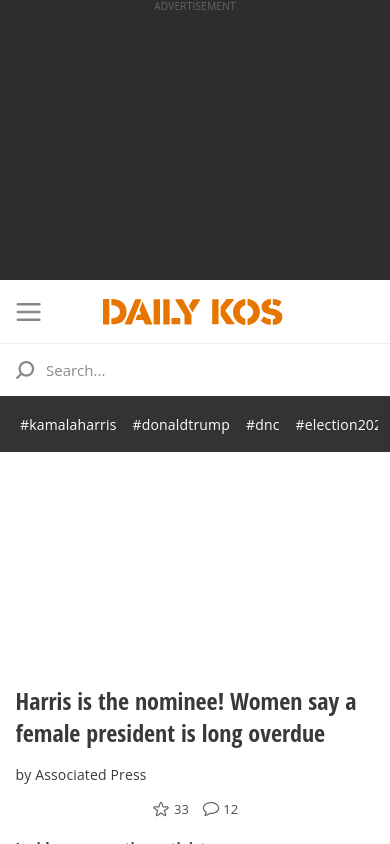 ADVERTISEMENT
DAILY KOS
Search...
#kamalaharris #donaldtrump #dnc #election202
Harris is the nominee! Women say a
female president is long overdue
by Associated Press
33 12